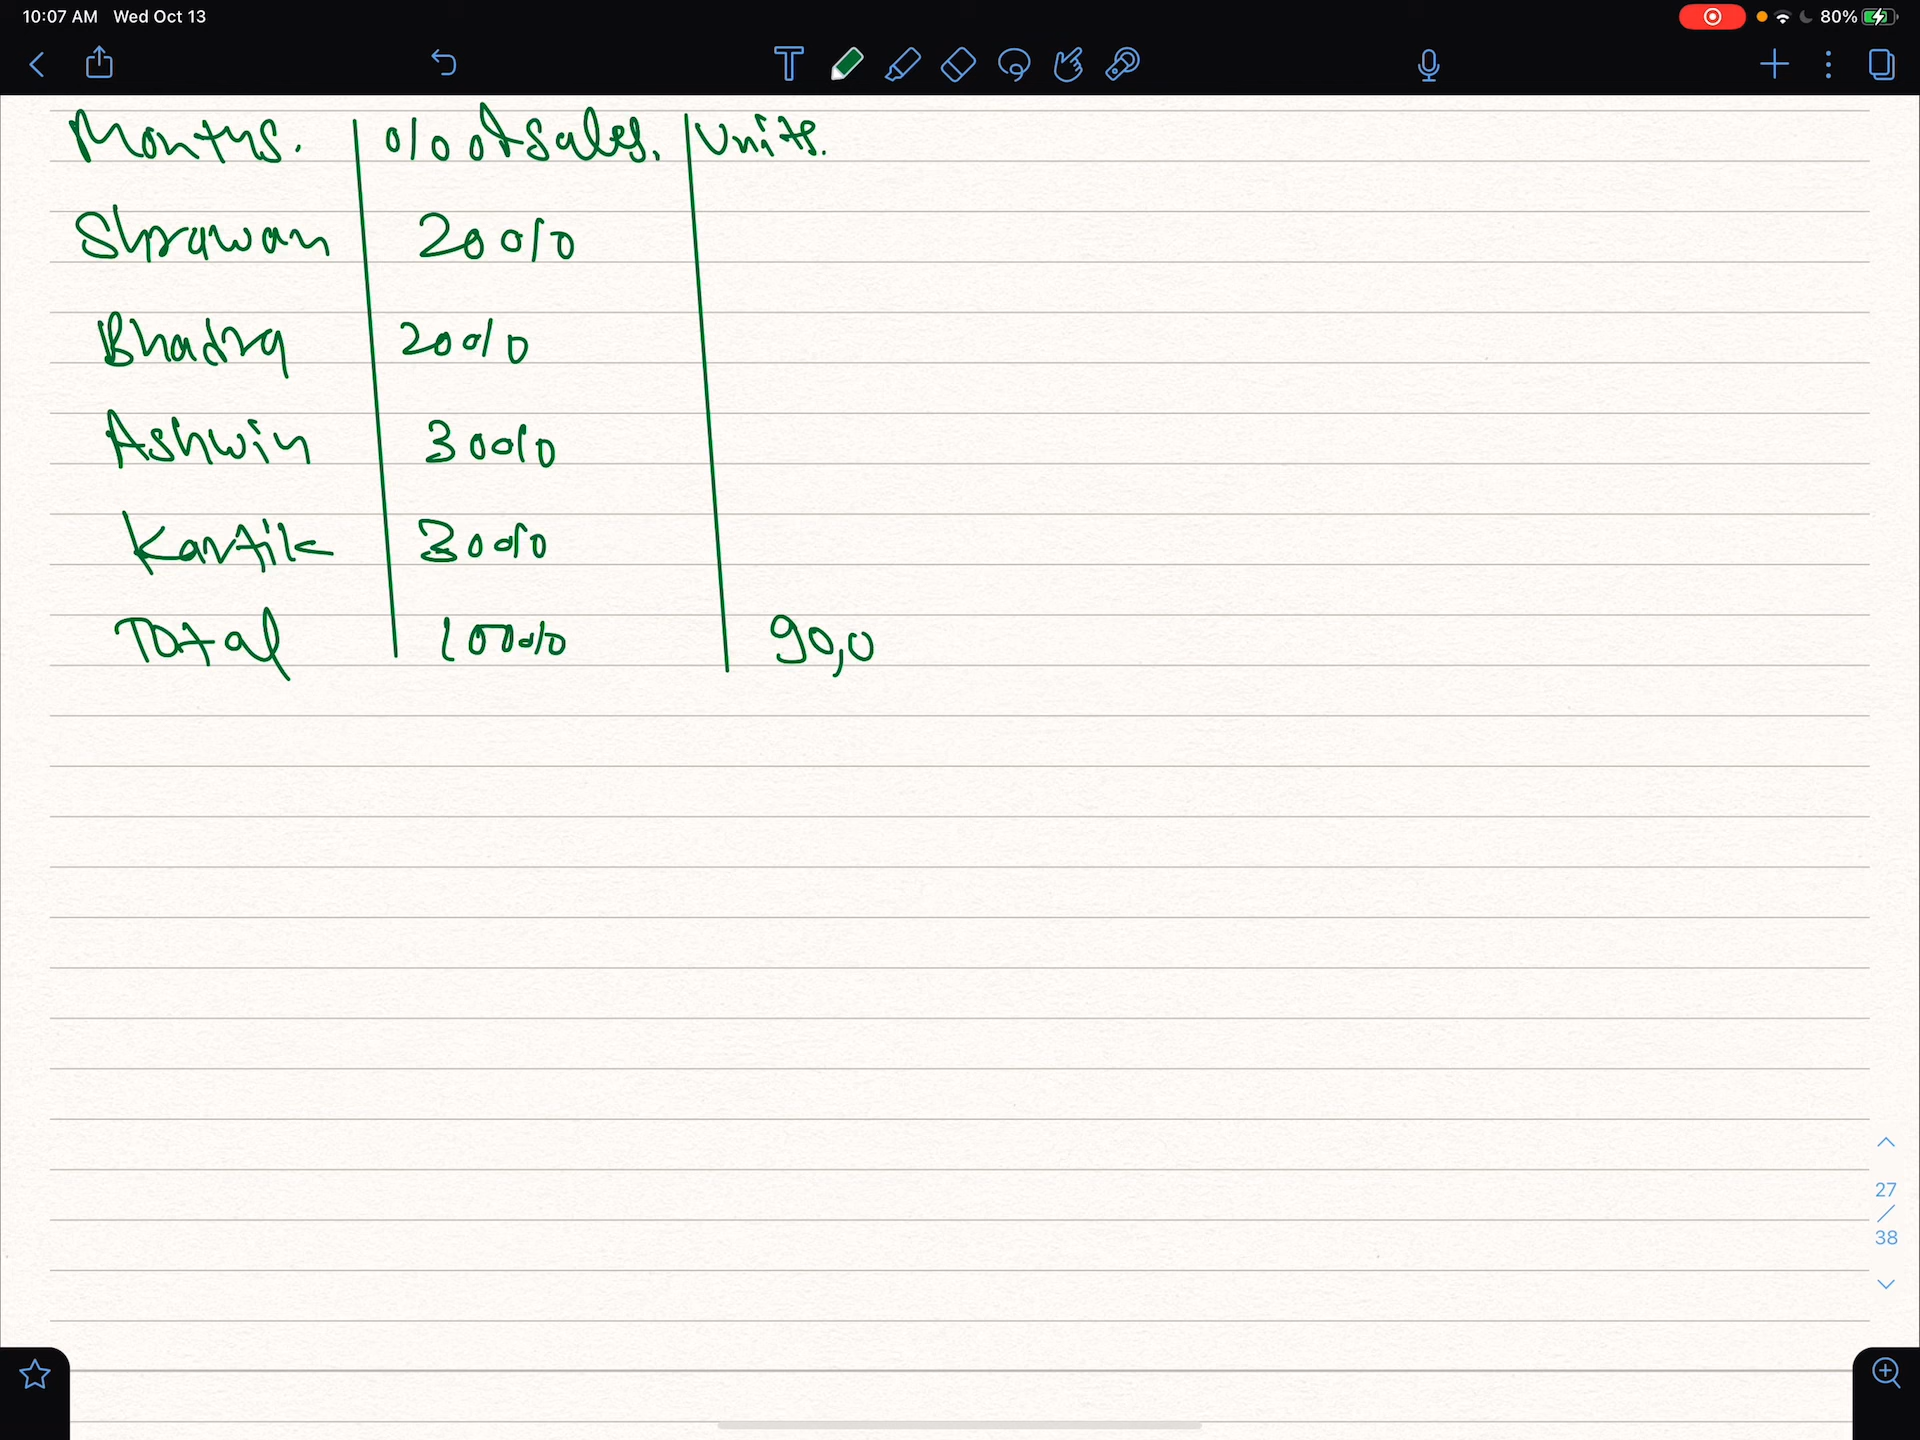 10:07 AM Wed Oct 13 80%
Months. % of sales. Units.
Shrawan 20%
Bhadra 20%
Ashwin 30%
Kartik 30%
Total 100% 90,0
27
/
38